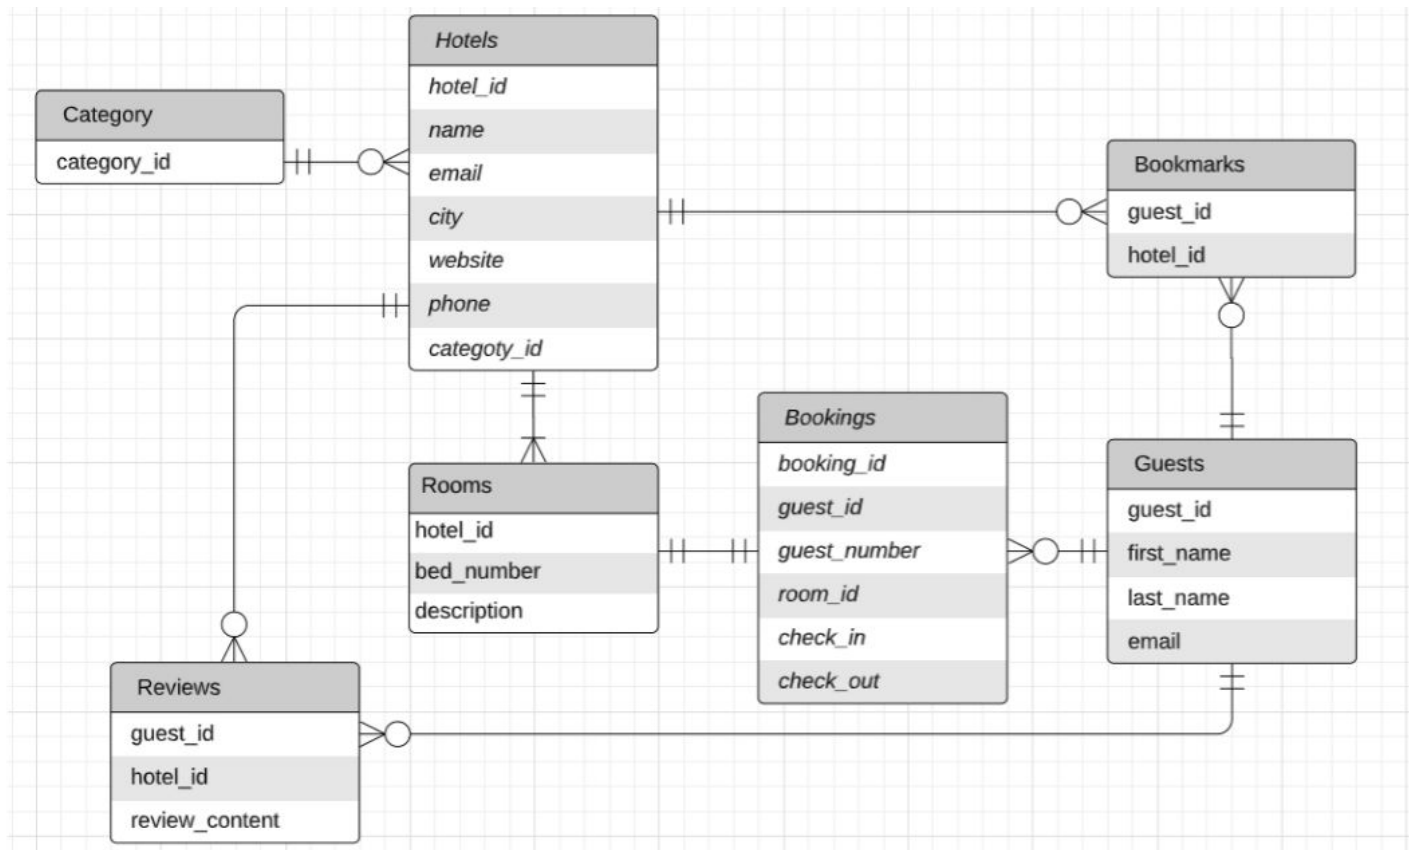 Hotels
hotel_id
name
email
city
website
phone
categoty_id
Category
category_id
Bookmarks
guest_id
hotel_id
Rooms
hotel_id
bed_number
description
Bookings
booking_id
guest_id
guest_number
room_id
check_in
check_out
Guests
guest_id
first_name
last_name
email
Reviews
guest_id
hotel_id
review_content